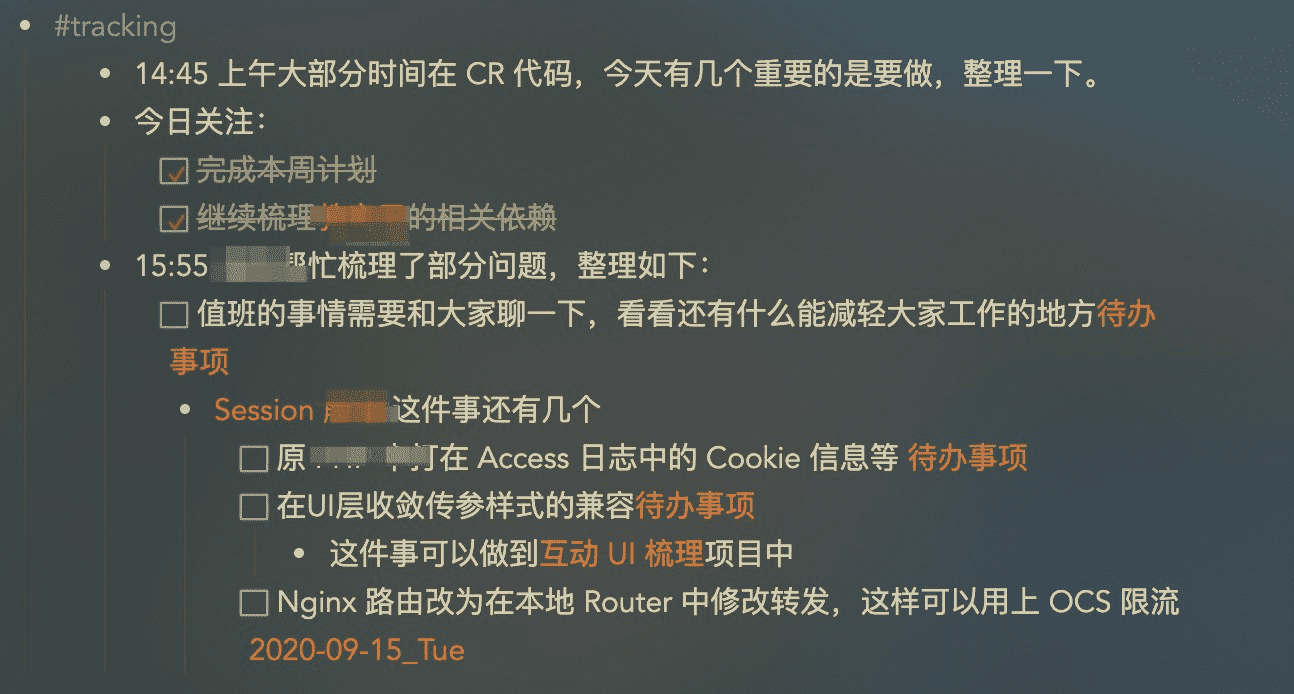 #tracking
14:45 上午大部分时间在 CR 代码，今天有几个重要的是要做，整理一下。
今日关注：
完成本周计划
继续梳理的相关依赖
15:55 帮忙梳理了部分问题，整理如下：
值班的事情需要和大家聊一下，看看还有什么能减轻大家工作的地方待办
事项
Session 这件事还有几个
原 打在 Access 日志中的 Cookie 信息等 待办事项
在UI层收敛传参样式的兼容待办事项
这件事可以做到互动 UI 梳理项目中
Nginx 路由改为在本地 Router 中修改转发，这样可以用上 OCS 限流
2020-09-15_Tue